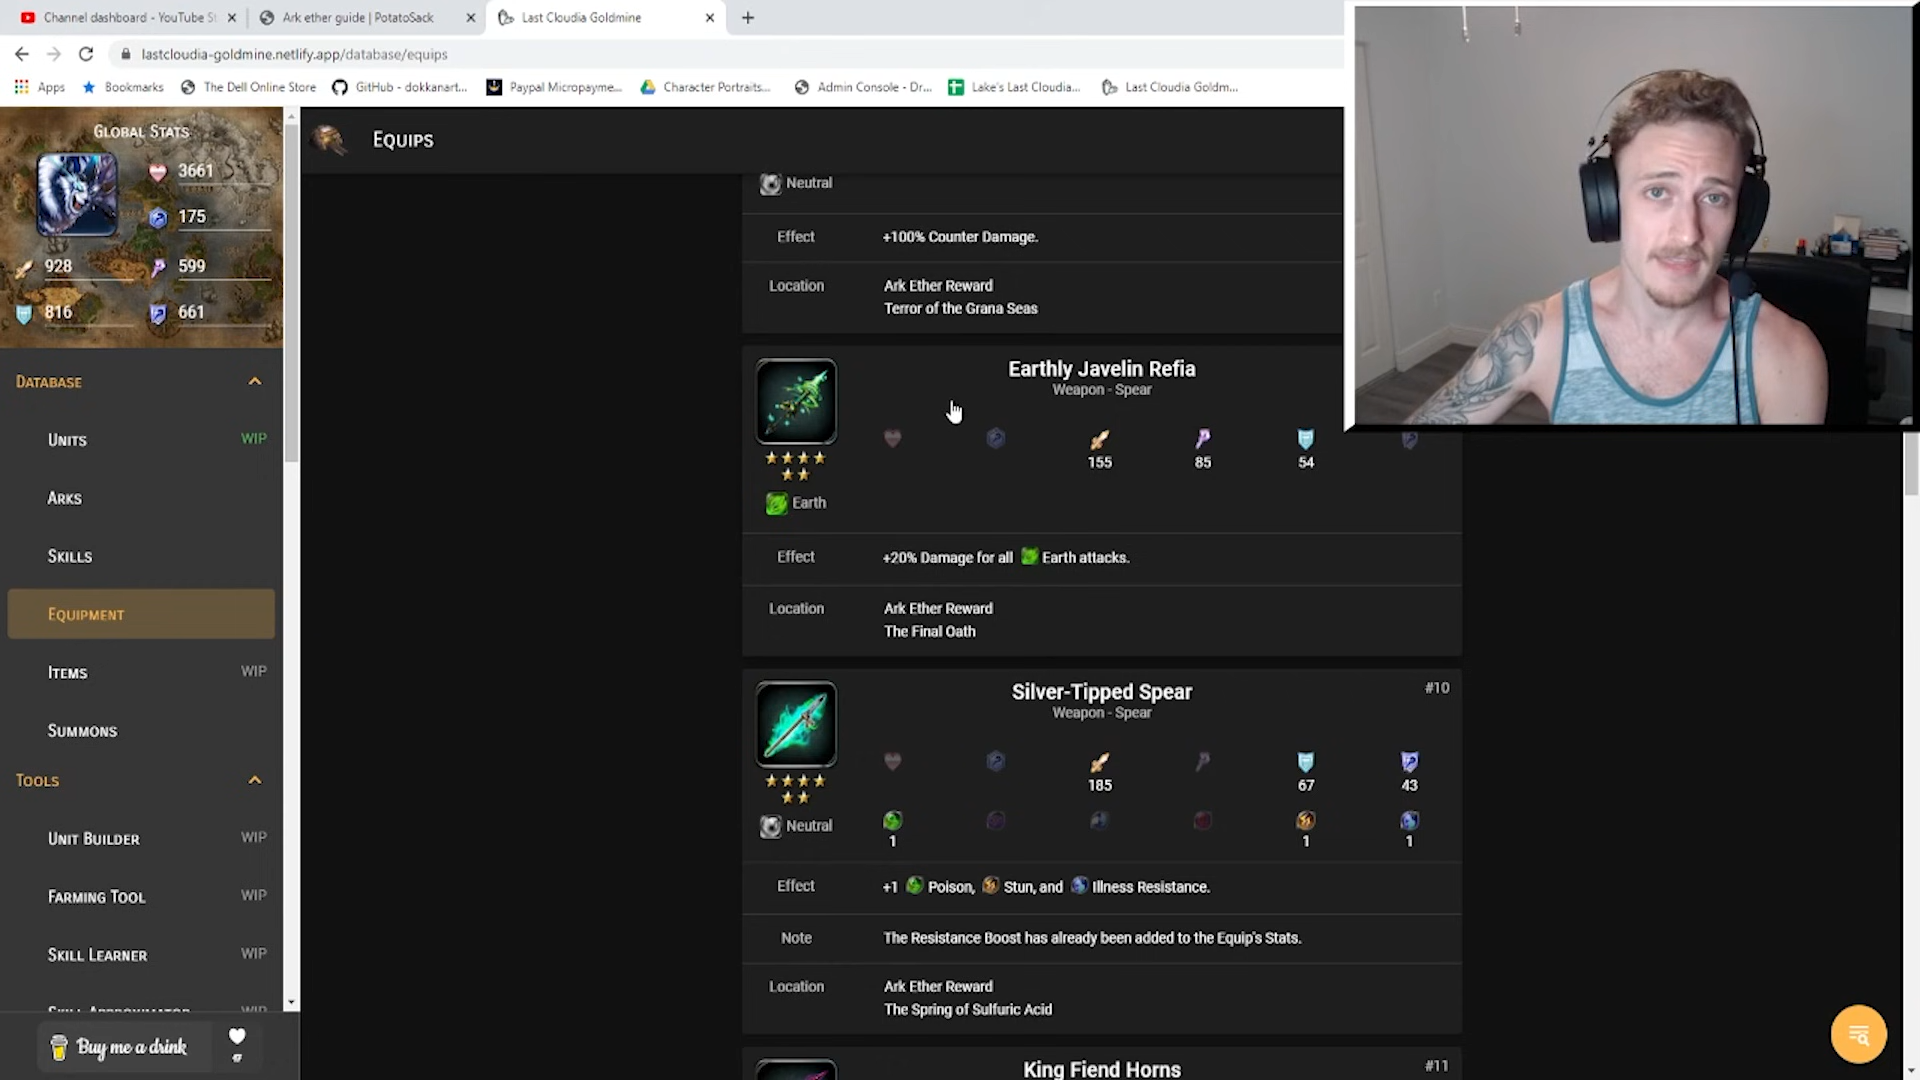 Channel dashboard - YouTube St
Ark ether guide | PotatoSack
Last Cloudia Goldmine
lastcloudia-goldmine.netlify.app/database/equips
Apps
Bookmarks
The Dell Online Store
GitHub - dokkanart...
Paypal Micropayme...
Character Portraits...
Admin Console - Dr...
Lake's Last Cloudia...
Last Cloudia Goldm...
GLOBAL STATS
3661
175
928
599
816
661
DATABASE
UNITS WIP
ARKS
SKILLS
EQUIPMENT
ITEMS WIP
SUMMONS
TOOLS
UNIT BUILDER WIP
FARMING TOOL WIP
SKILL LEARNER WIP
SKILL APPROXIMATOR WIP
Buy me a drink
EQUIPS
Neutral
Effect +100% Counter Damage.
Location Ark Ether Reward
Terror of the Grana Seas
Earthly Javelin Refia
Weapon - Spear
155 85 54
Earth
Effect +20% Damage for all Earth attacks.
Location Ark Ether Reward
The Final Oath
Silver-Tipped Spear #10
Weapon - Spear
185 67 43
Neutral
1 1 1
Effect +1 Poison, Stun, and Illness Resistance.
Note The Resistance Boost has already been added to the Equip's Stats.
Location Ark Ether Reward
The Spring of Sulfuric Acid
King Fiend Horns #11